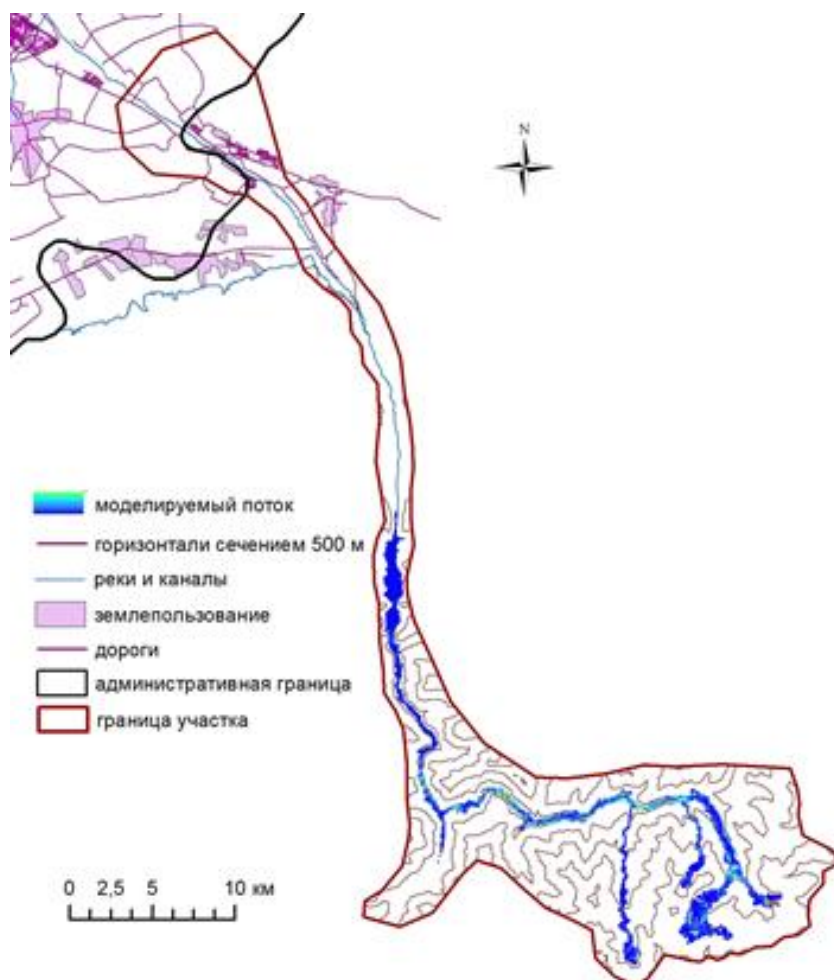 N
моделируемый поток
горизонтали сечением 500 м
реки и каналы
землепользование
дороги
административная граница
граница участка
0 2,5 5 10 км